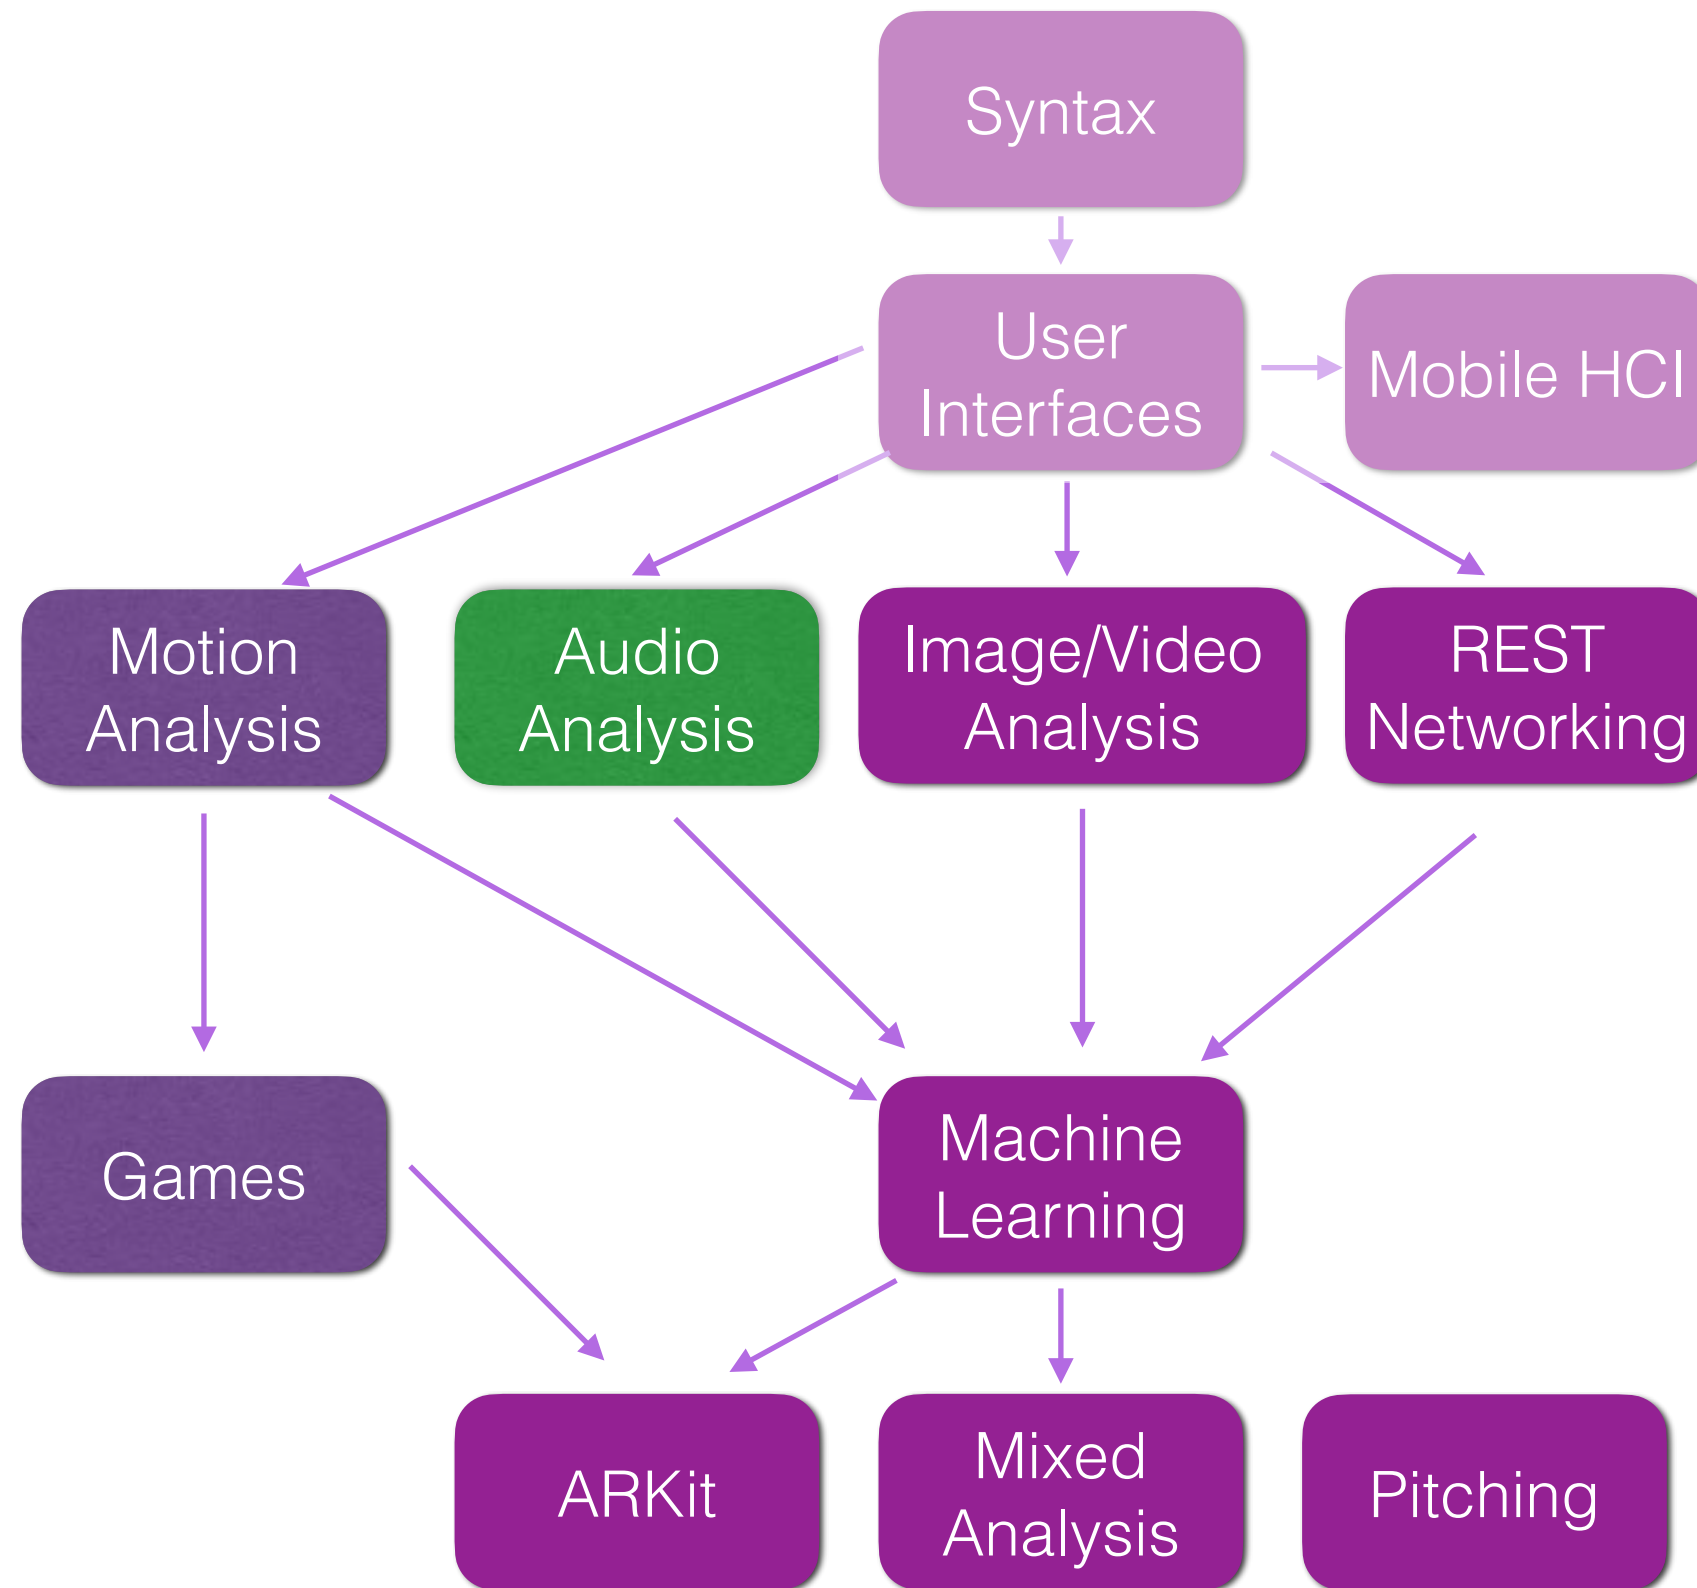 Syntax
User
Interfaces
Mobile HCI
Motion
Analysis
Audio
Analysis
Image/Video
Analysis
REST
Networking
Games
Machine
Learning
ARKit
Mixed
Analysis
Pitching